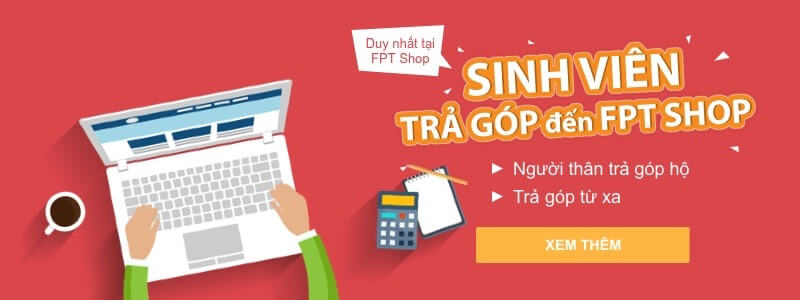 Duy nhất tại
FPT Shop
SINH VIÊN
TRẢ GÓP đến FPT SHOP
Người thân trả góp hộ
Trả góp từ xa
XEM THÊM